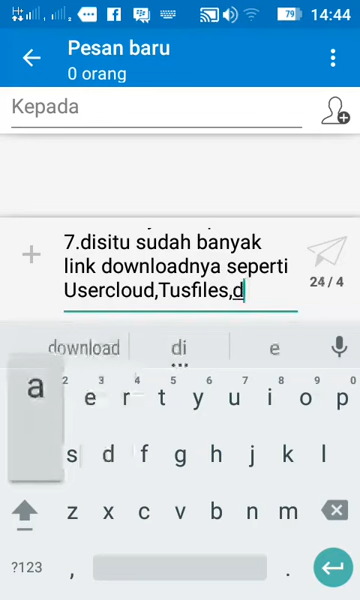 H+ 79 14:44
Pesan baru
0 orang
Kepada
7.disitu sudah banyak
link downloadnya seperti
Usercloud,Tusfiles,d
24 / 4
download di e
a
2 3 4 5 6 7 8 9 0
e r t y u i o p
s d f g h j k l
z x c v b n m
?123 , .